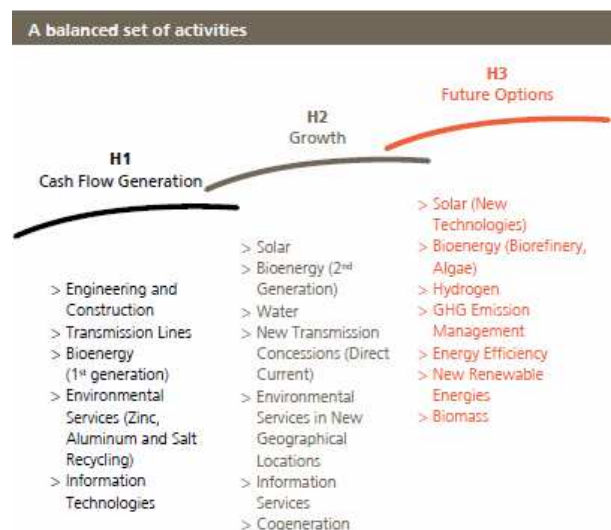 A balanced set of activities
H1
Cash Flow Generation
> Engineering and
Construction
> Transmission Lines
> Bioenergy
(1st generation)
> Environmental
Services (Zinc,
Aluminum and Salt
Recycling)
> Information
Technologies
H2
Growth
> Solar
> Bioenergy (2nd
Generation)
> Water
> New Transmission
Concessions (Direct
Current)
> Environmental
Services in New
Geographical
Locations
> Information
Services
> Cogeneration
H3
Future Options
> Solar (New
Technologies)
> Bioenergy (Biorefinery,
Algae)
> Hydrogen
> GHG Emission
Management
> Energy Efficiency
> New Renewable
Energies
> Biomass